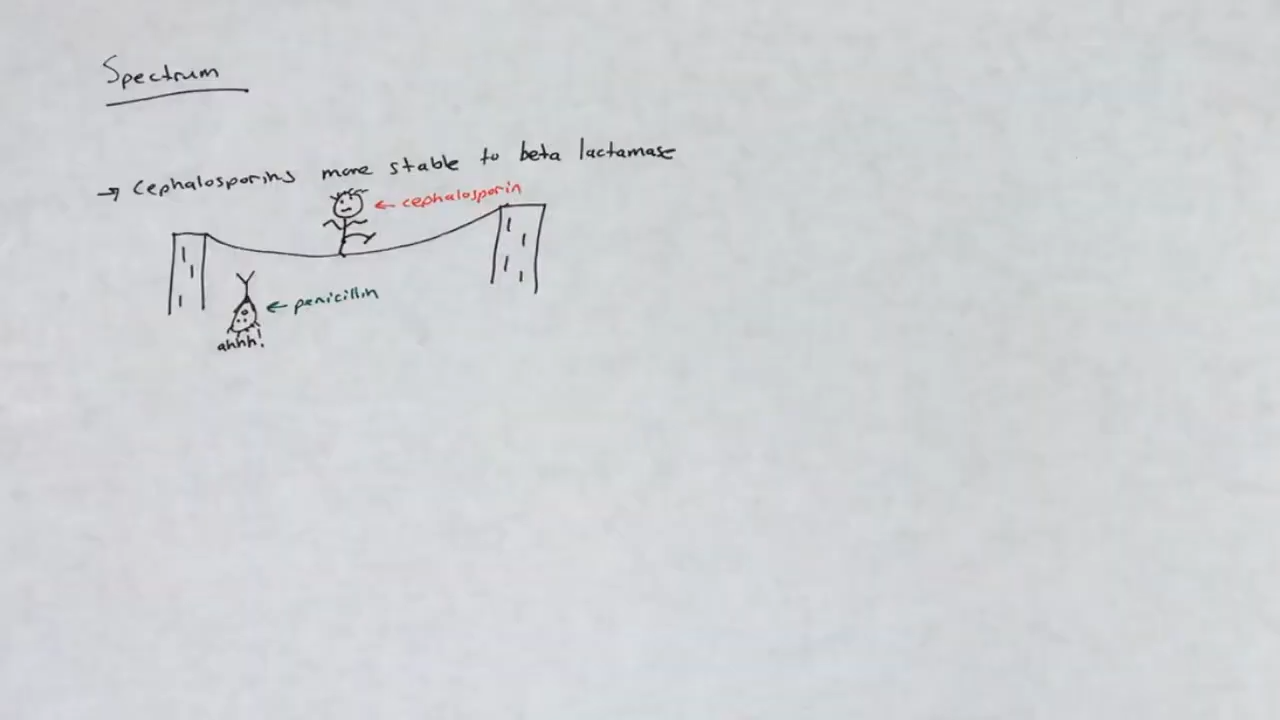 Spectrum
→ Cephalosporins more stable to beta lactamase
← cephalosporin
← penicillin
ahhh!